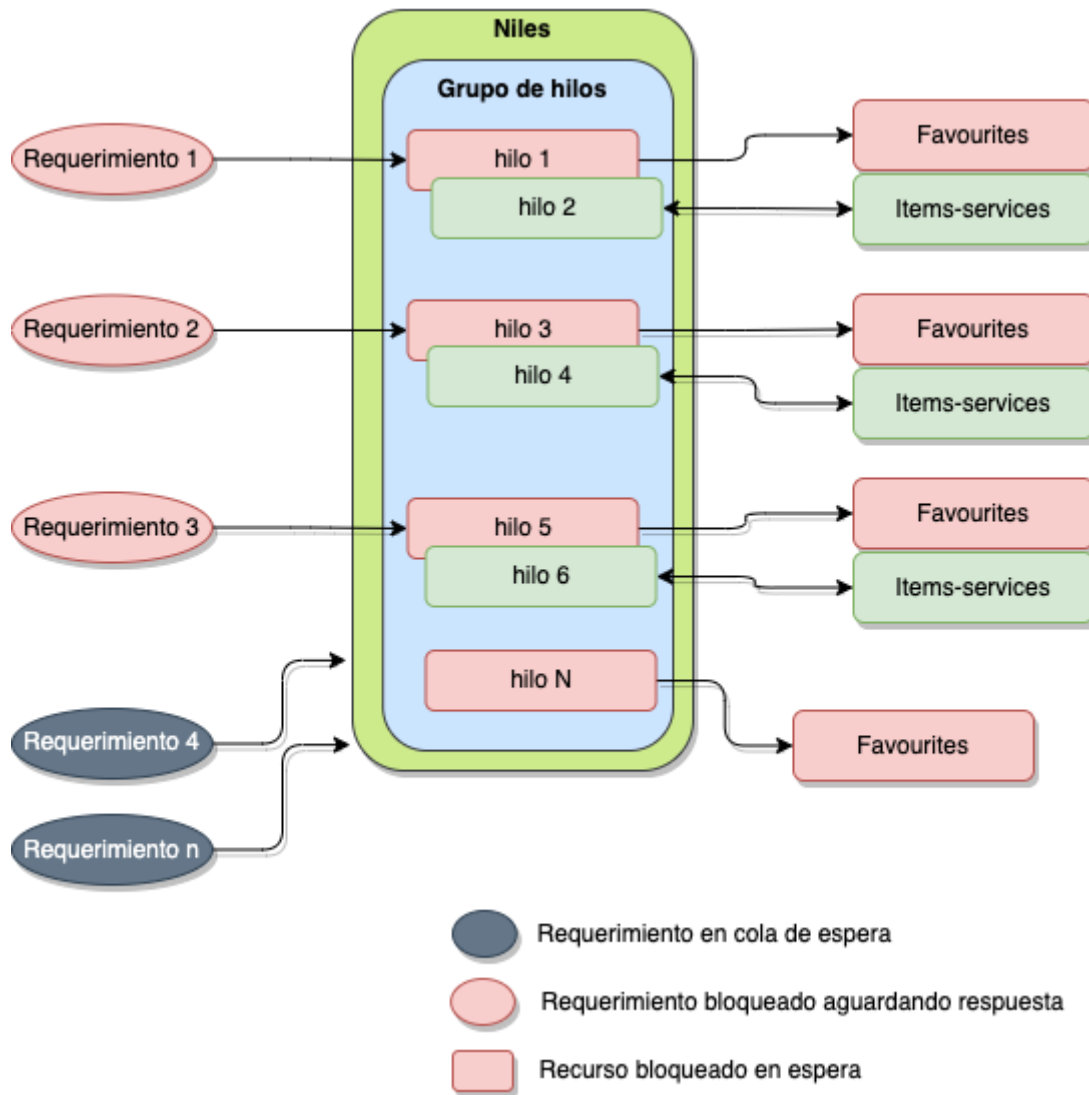 Niles
Grupo de hilos
Requerimiento 1
hilo 1
Favourites
hilo 2
Items-services
Requerimiento 2
hilo 3
Favourites
hilo 4
Items-services
Requerimiento 3
hilo 5
Favourites
hilo 6
Items-services
hilo N
Requerimiento 4
Favourites
Requerimiento n
Requerimiento en cola de espera
Requerimiento bloqueado aguardando respuesta
Recurso bloqueado en espera